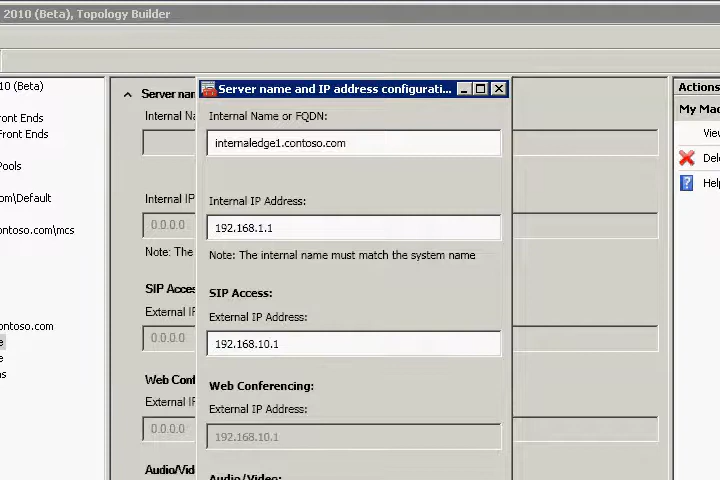 2010 (Beta), Topology Builder
10 (Beta)
ront Ends
Front Ends
Pools
om\Default
ontoso.com\mcs
ontoso.com
e
e
ns
Server nam
Internal Na
Internal IP
0.0.0.0
Note: The
SIP Acces
External IP
0.0.0.0
Web Conf
External IP
0.0.0.0
Audio/Vid
Server name and IP address configurati...
Internal Name or FQDN:
internaledge1.contoso.com
Internal IP Address:
192.168.1.1
Note: The internal name must match the system name
SIP Access:
External IP Address:
192.168.10.1
Web Conferencing:
External IP Address:
192.168.10.1
Audio/Video:
Actions
My Mac
View
Dele
Help